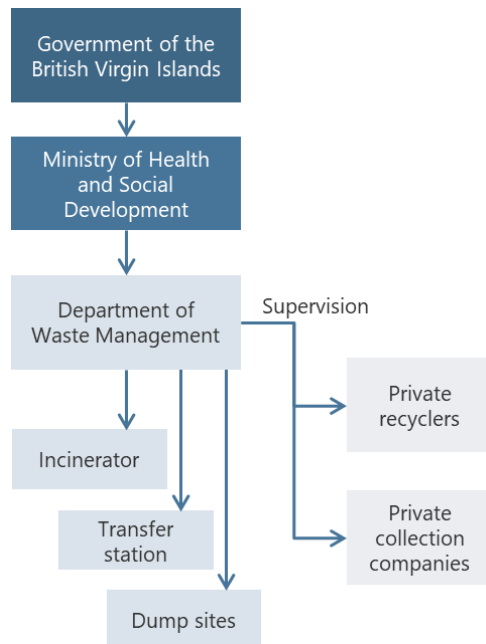 Government of the
British Virgin Islands
Ministry of Health
and Social
Development
Department of
Waste Management
Supervision
Private
recyclers
Incinerator
Private
collection
companies
Transfer
station
Dump sites